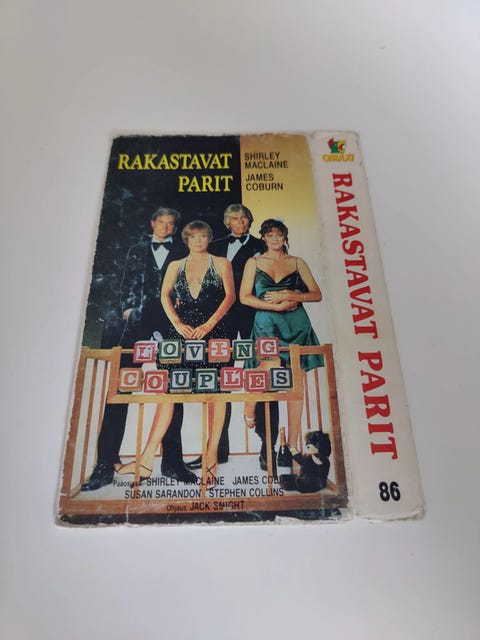 RAKASTAVAT
PARIT
SHIRLEY
MACLAINE
JAMES
COBURN
LOVING
COUPLES
SHIRLEY MACLAINE JAMES
SUSAN SARANDON STEPHEN COLLINS
Ohjaus JACK SMIGHT
RAKASTAVAT PARIT
86